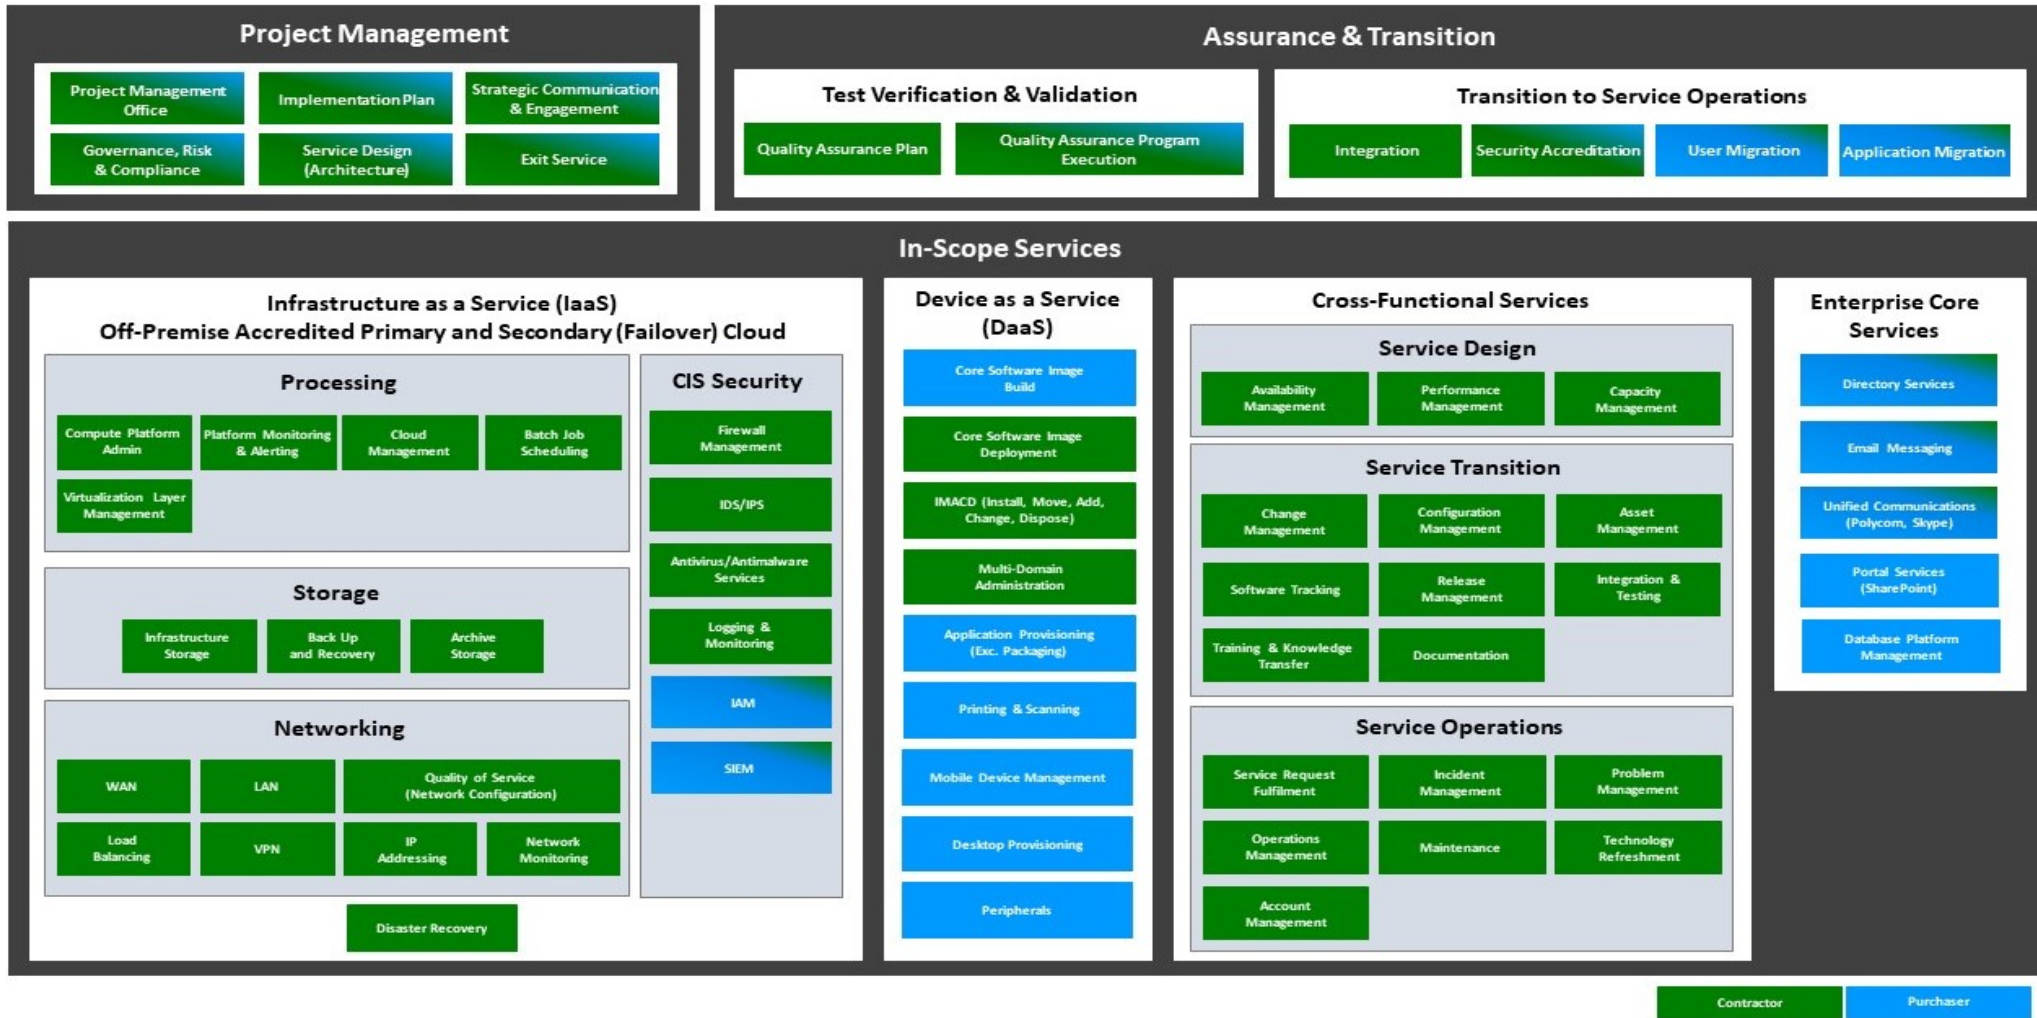 Project Management
Project Management
Office
Implementation Plan
Strategic Communication
& Engagement
Governance, Risk
& Compliance
Service Design
(Architecture)
Exit Service
Assurance & Transition
Test Verification & Validation
Quality Assurance Plan
Quality Assurance Program
Execution
Transition to Service Operations
Integration
Security Accreditation
User Migration
Application Migration
In-Scope Services
Infrastructure as a Service (IaaS)
Off-Premise Accredited Primary and Secondary (Failover) Cloud
Processing
Compute Platform
Admin
Platform Monitoring
& Alerting
Cloud
Management
Batch Job
Scheduling
Virtualization Layer
Management
Storage
Infrastructure
Storage
Back Up
and Recovery
Archive
Storage
Networking
WAN
LAN
Quality of Service
(Network Configuration)
Load
Balancing
VPN
IP
Addressing
Network
Monitoring
Disaster Recovery
CIS Security
Firewall
Management
IDS/IPS
Antivirus/Antimalware
Services
Logging &
Monitoring
IAM
SIEM
Device as a Service
(DaaS)
Core Software Image
Build
Core Software Image
Deployment
IMACD (Install, Move, Add,
Change, Dispose)
Multi-Domain
Administration
Application Provisioning
(Exc. Packaging)
Printing & Scanning
Mobile Device Management
Desktop Provisioning
Peripherals
Cross-Functional Services
Service Design
Availability
Management
Performance
Management
Capacity
Management
Service Transition
Change
Management
Configuration
Management
Asset
Management
Software Tracking
Release
Management
Integration &
Testing
Training & Knowledge
Transfer
Documentation
Service Operations
Service Request
Fulfilment
Incident
Management
Problem
Management
Operations
Management
Maintenance
Technology
Refreshment
Account
Management
Enterprise Core
Services
Directory Services
Email Messaging
Unified Communications
(Polycom, Skype)
Portal Services
(SharePoint)
Database Platform
Management
Contractor
Purchaser